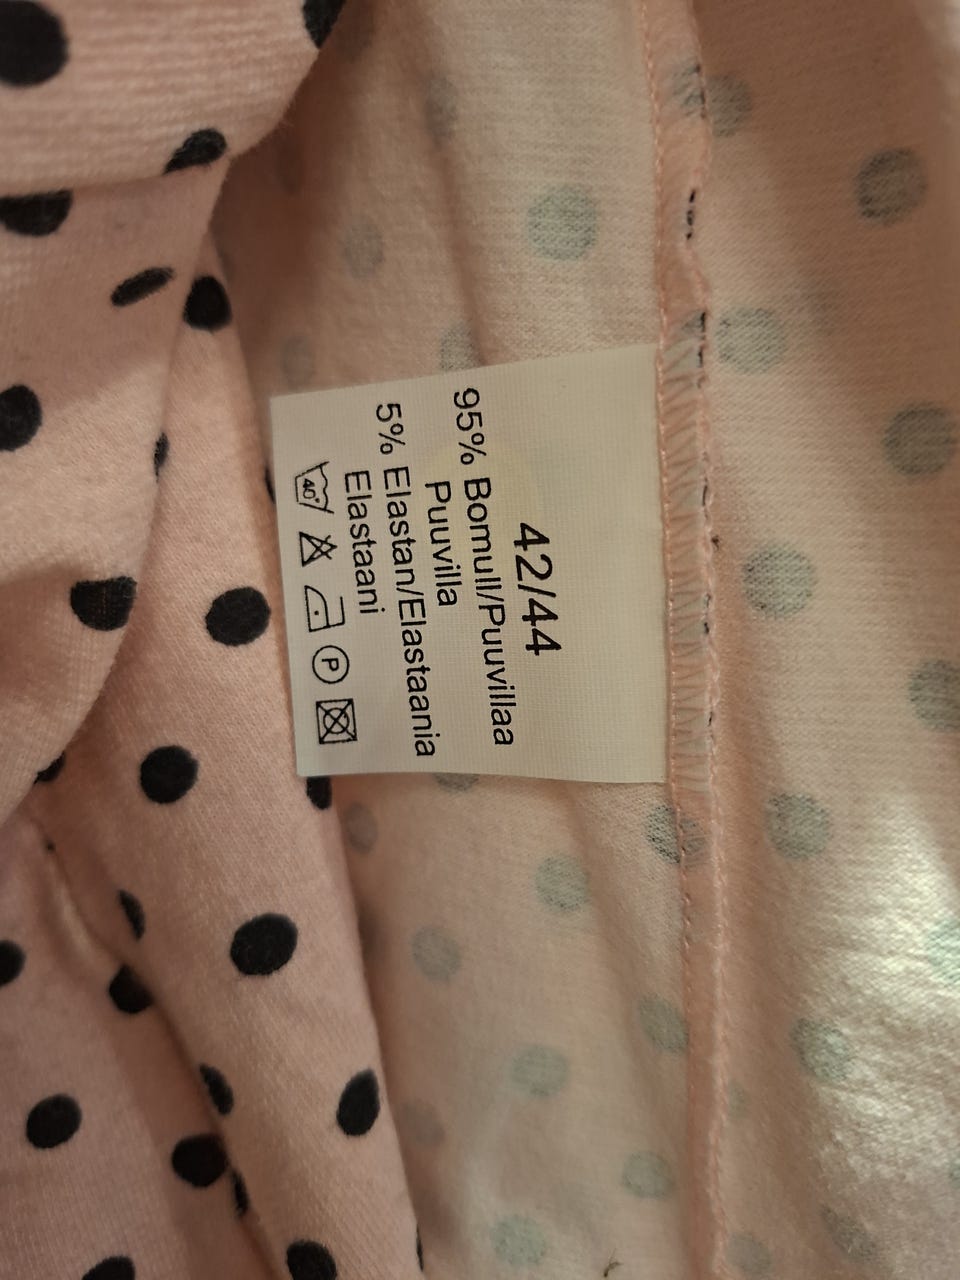 42/44
95% Bomull/Puuvillaa
Puuvilla
5% Elastan/Elastaania
Elastaani
40°
P